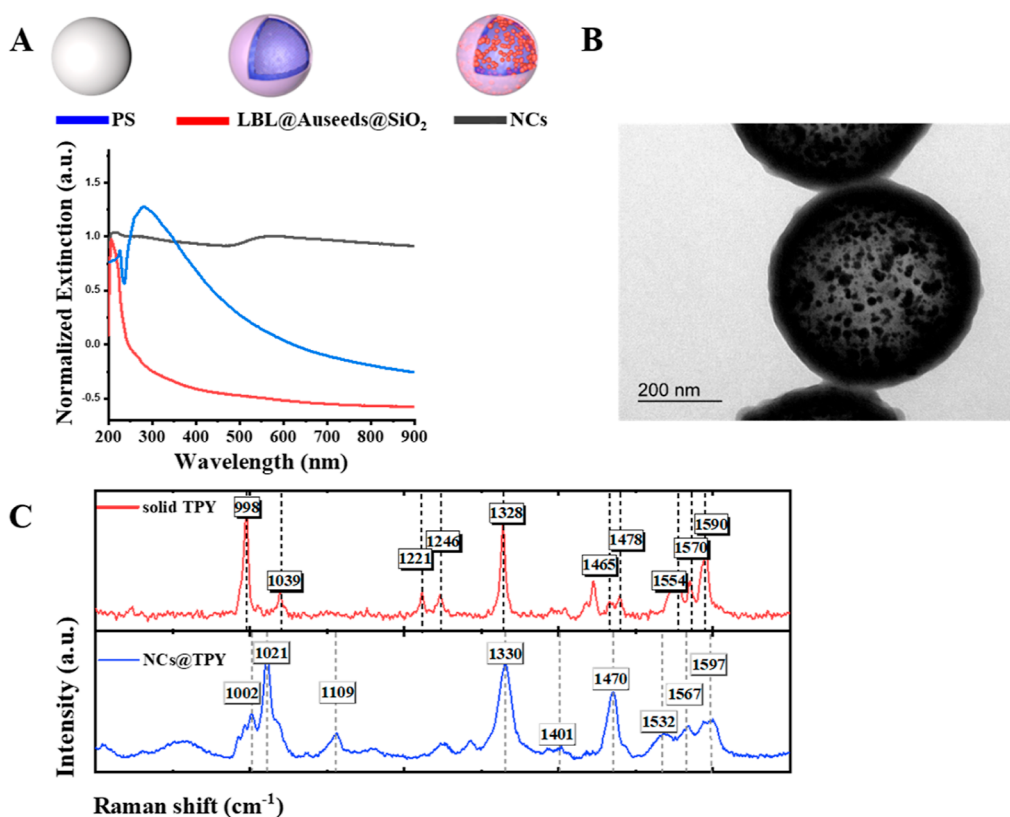 A
B
PS LBL@Auseeds@SiO₂ NCs
Normalized Extinction (a.u.)
1.5
1.0
0.5
0.0
-0.5
200 300 400 500 600 700 800 900
Wavelength (nm)
200 nm
C
solid TPY
998
1039
1221
1246
1328
1465
1478
1554
1570
1590
Intensity (a.u.)
NCs@TPY
1002
1021
1109
1330
1401
1470
1532
1567
1597
Raman shift (cm⁻¹)